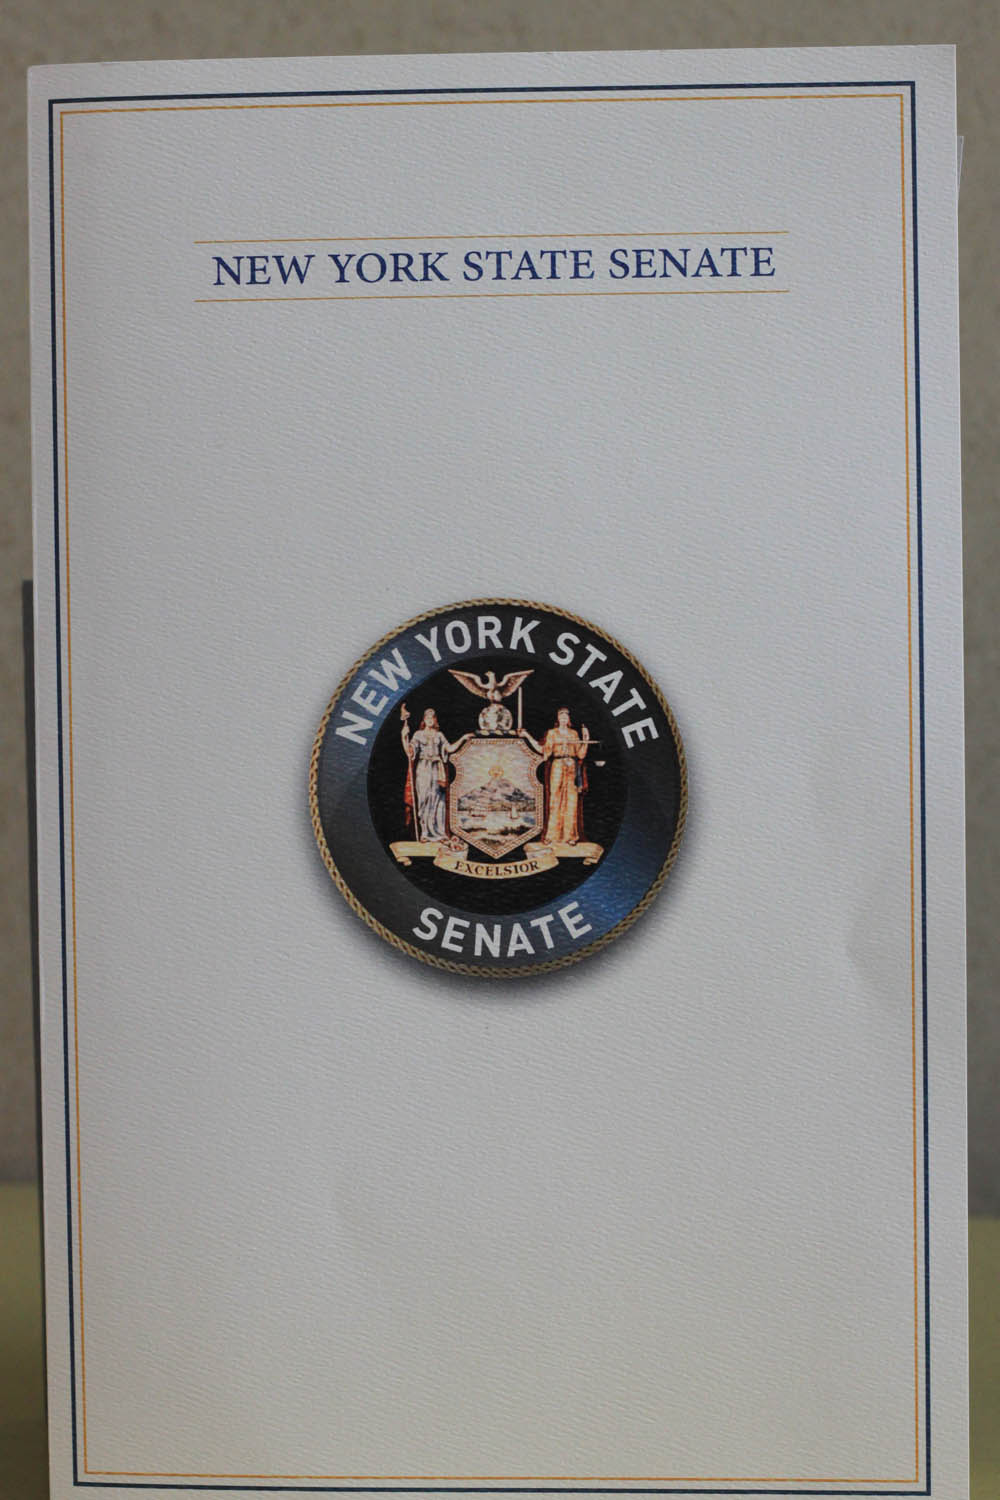 NEW YORK STATE SENATE
NEW YORK STATE
EXCELSIOR
SENATE